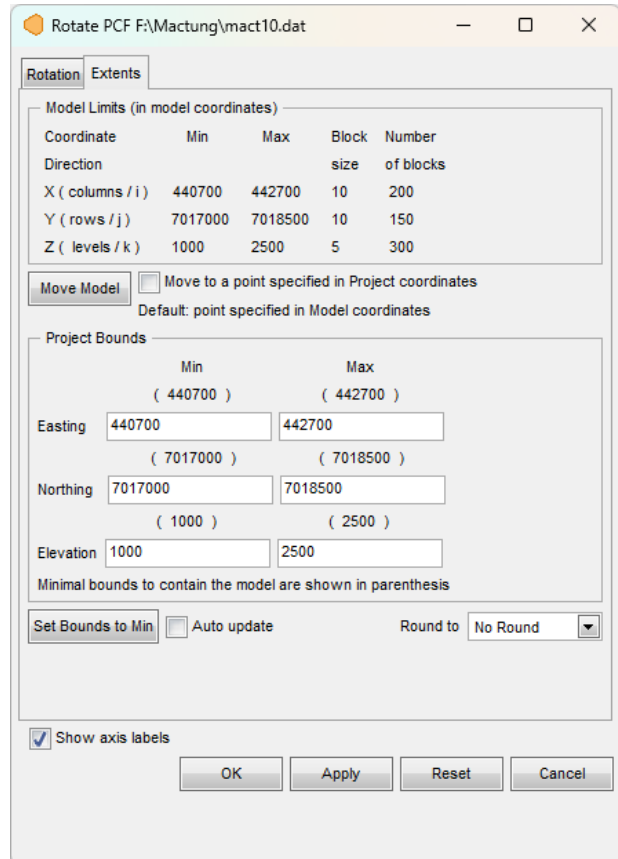 Rotate PCF F:\Mactung\mact10.dat
Rotation Extents
Model Limits (in model coordinates)
Coordinate Min Max Block Number
Direction size of blocks
X ( columns / i ) 440700 442700 10 200
Y ( rows / j ) 7017000 7018500 10 150
Z ( levels / k ) 1000 2500 5 300
Move Model Move to a point specified in Project coordinates
Default: point specified in Model coordinates
Project Bounds
Min Max
( 440700 ) ( 442700 )
Easting 440700 442700
( 7017000 ) ( 7018500 )
Northing 7017000 7018500
( 1000 ) ( 2500 )
Elevation 1000 2500
Minimal bounds to contain the model are shown in parenthesis
Set Bounds to Min Auto update Round to No Round
Show axis labels
OK Apply Reset Cancel